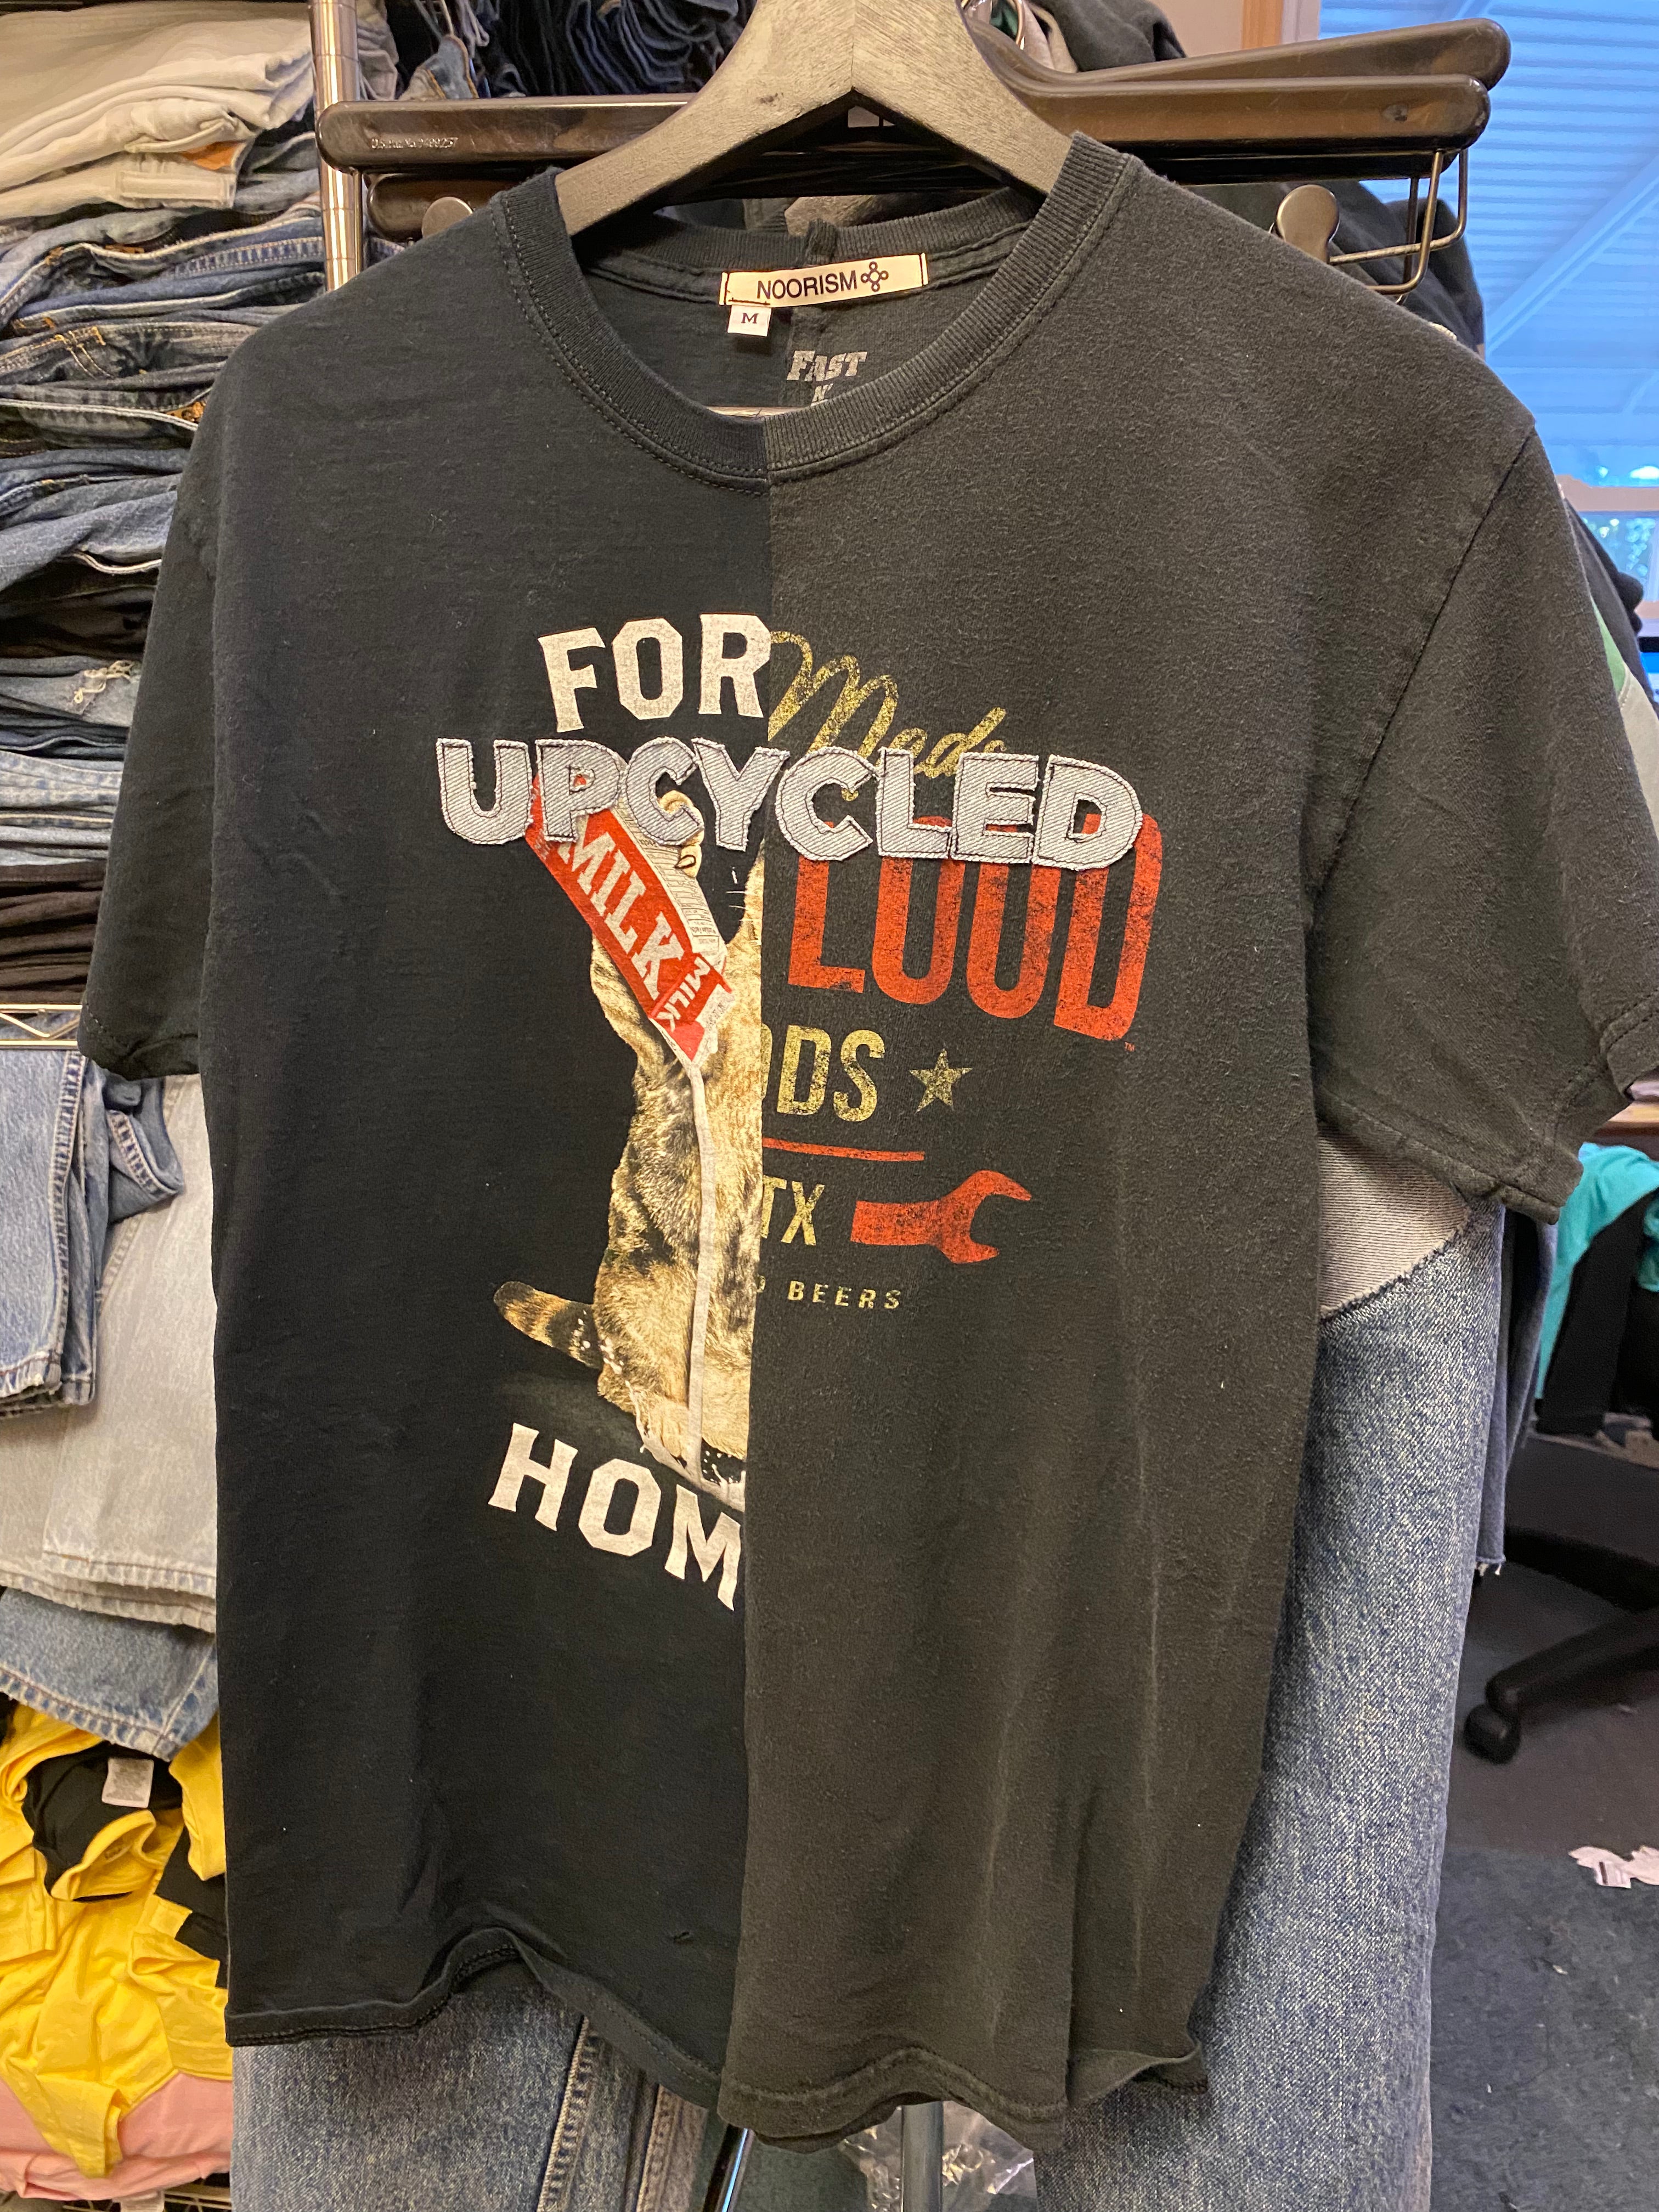 NOORISM
M
FAST
FOR
Made
UPCYCLED
LOUD
MILK
MILK
ODS
TX
BEERS
HOM